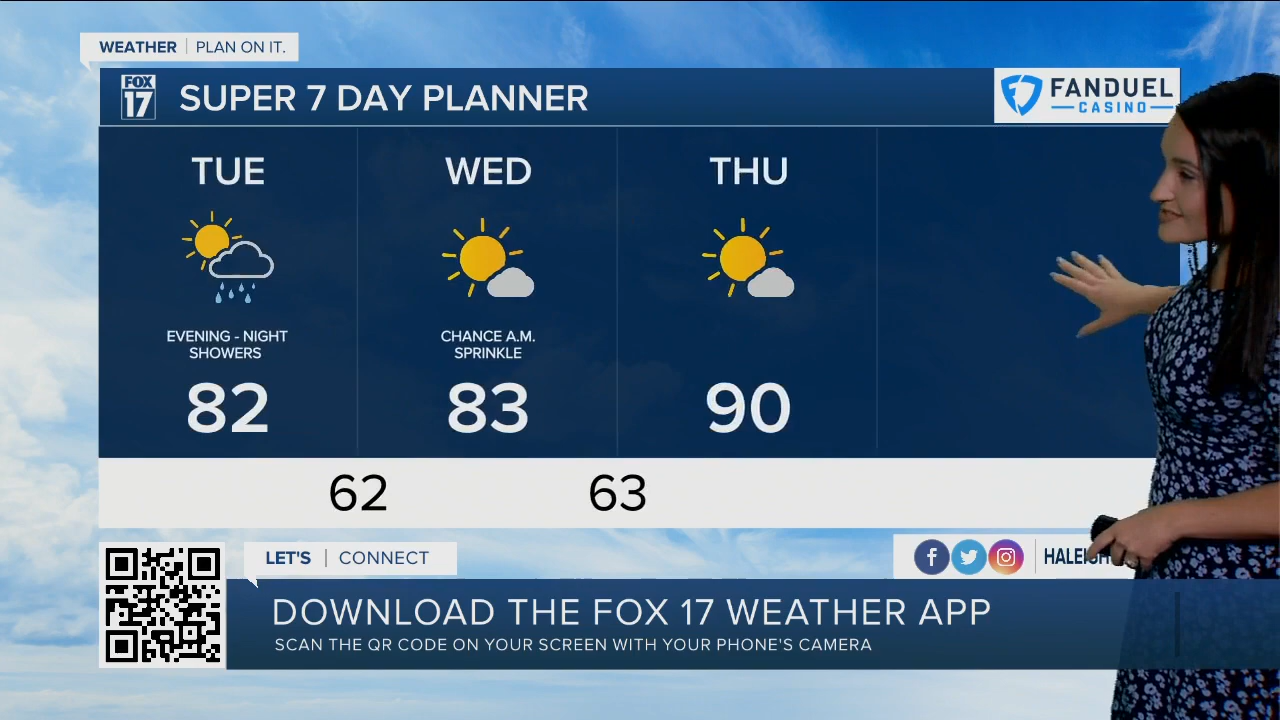 WEATHER | PLAN ON IT.
FOX
17
SUPER 7 DAY PLANNER
FANDUEL
CASINO
TUE
WED
THU
EVENING - NIGHT
SHOWERS
CHANCE A.M.
SPRINKLE
82
83
90
62
63
LET'S | CONNECT
HALEIGH
DOWNLOAD THE FOX 17 WEATHER APP
SCAN THE QR CODE ON YOUR SCREEN WITH YOUR PHONE'S CAMERA